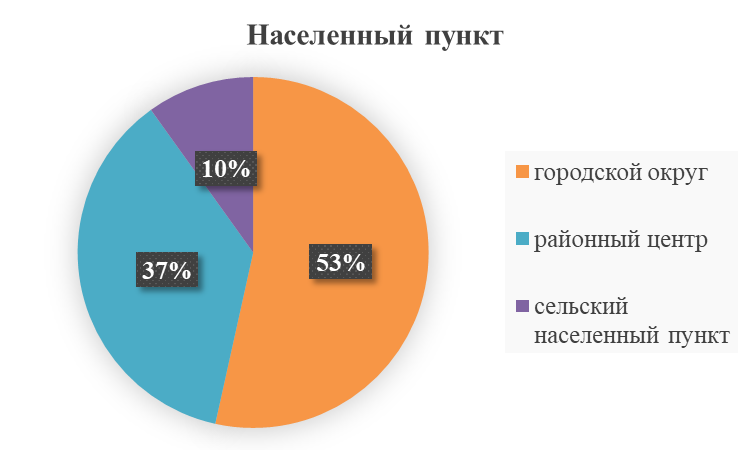 Населенный пункт
10%
37%
53%
городской округ
районный центр
сельский
населенный пункт